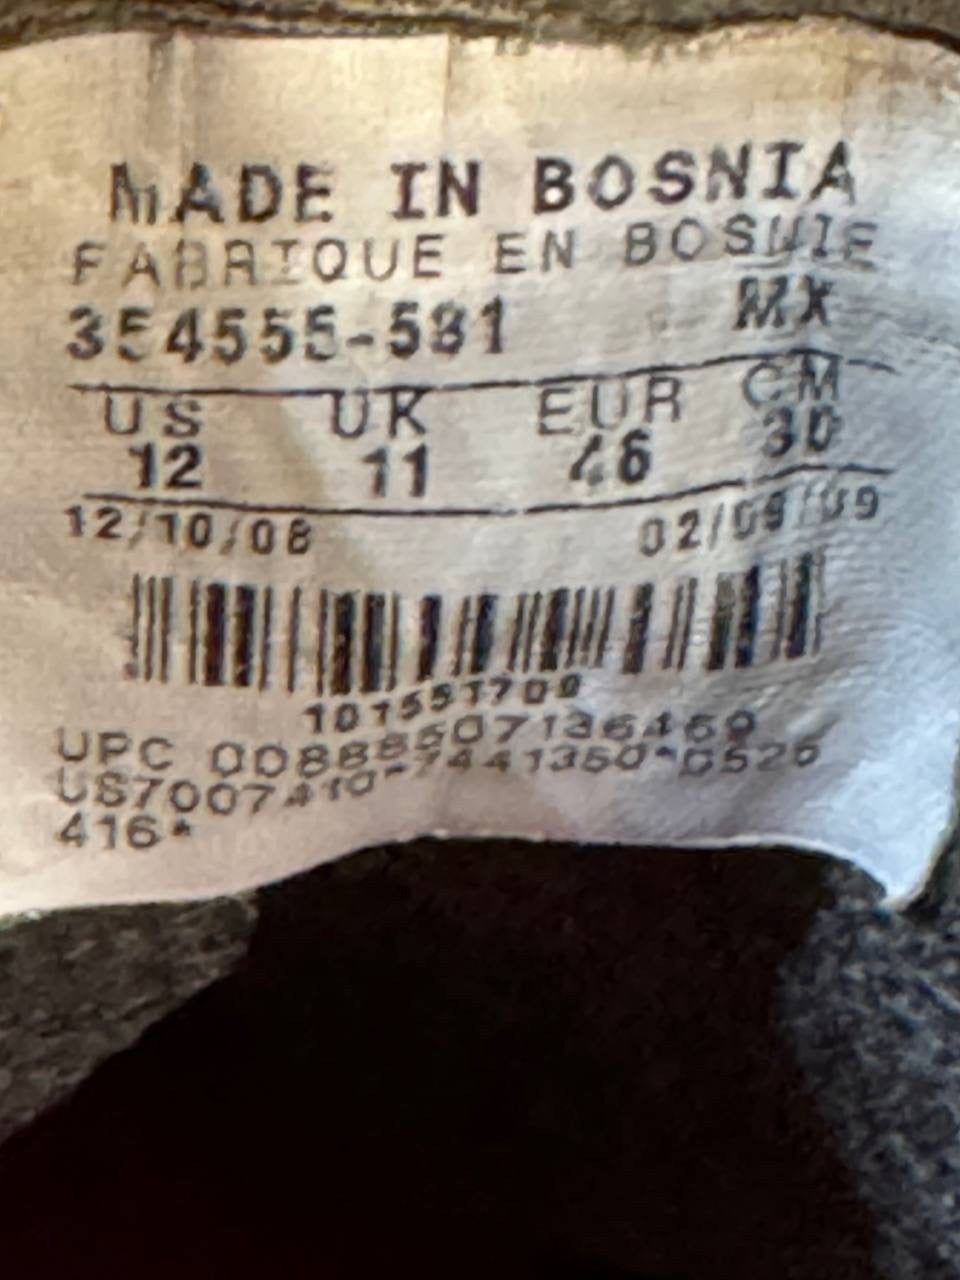 MADE IN BOSNIA
FABRIQUE EN BOSNIE
354555-581 MX
US UK EUR CM
12 11 46 30
12/10/08 02/09/09
101551700
UPC 00888507136469
US7007410*7441350*0526
416*